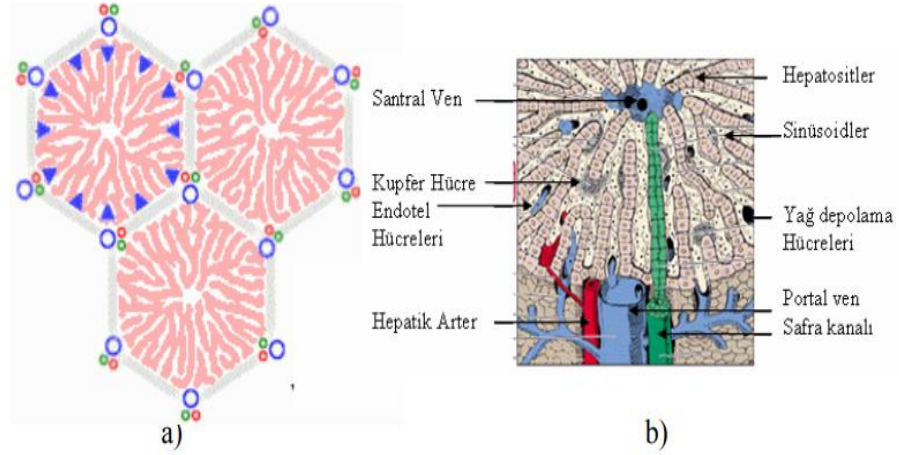 Santral Ven
Kupfer Hücre
Endotel
Hücreleri
Hepatik Arter
Hepatositler
Sinüsoidler
Yağ depolama
Hücreleri
Portal ven
Safra kanalı
a)
b)